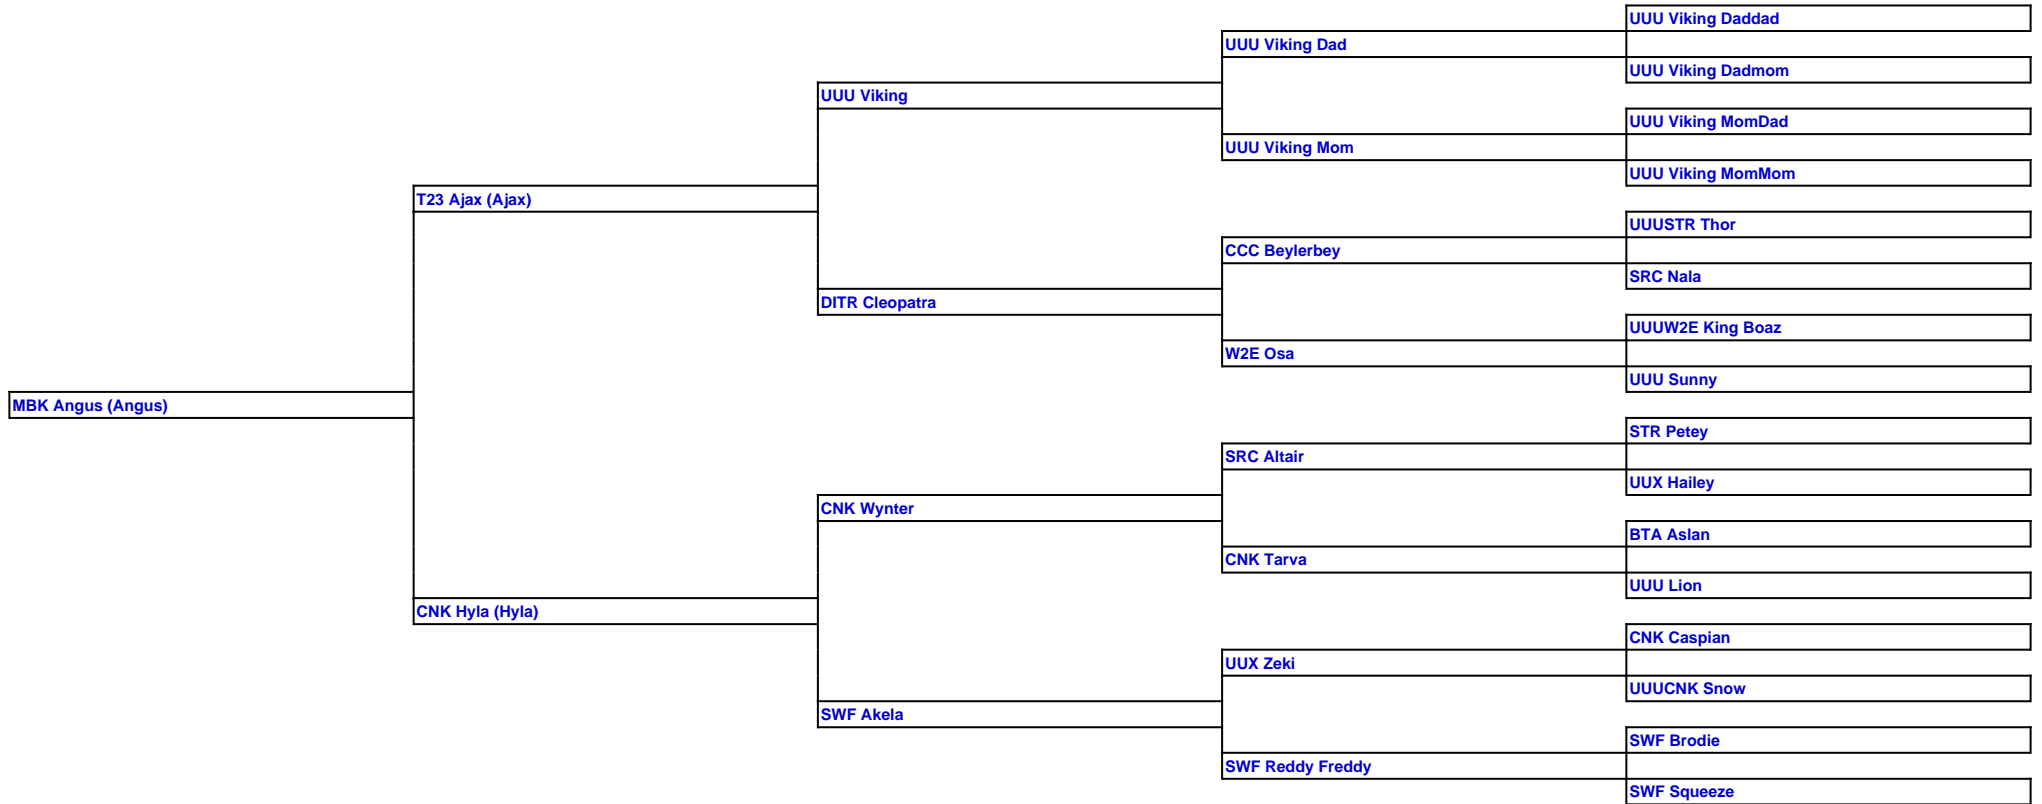 UUU Viking Daddad
UUU Viking Dad
UUU Viking Dadmom
UUU Viking
UUU Viking MomDad
UUU Viking Mom
UUU Viking MomMom
T23 Ajax (Ajax)
UUUSTR Thor
CCC Beylerbey
SRC Nala
DITR Cleopatra
UUUW2E King Boaz
W2E Osa
UUU Sunny
MBK Angus (Angus)
STR Petey
SRC Altair
UUX Hailey
CNK Wynter
BTA Aslan
CNK Tarva
UUU Lion
CNK Hyla (Hyla)
CNK Caspian
UUX Zeki
UUUCNK Snow
SWF Akela
SWF Brodie
SWF Reddy Freddy
SWF Squeeze